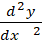 d²y
dx ²